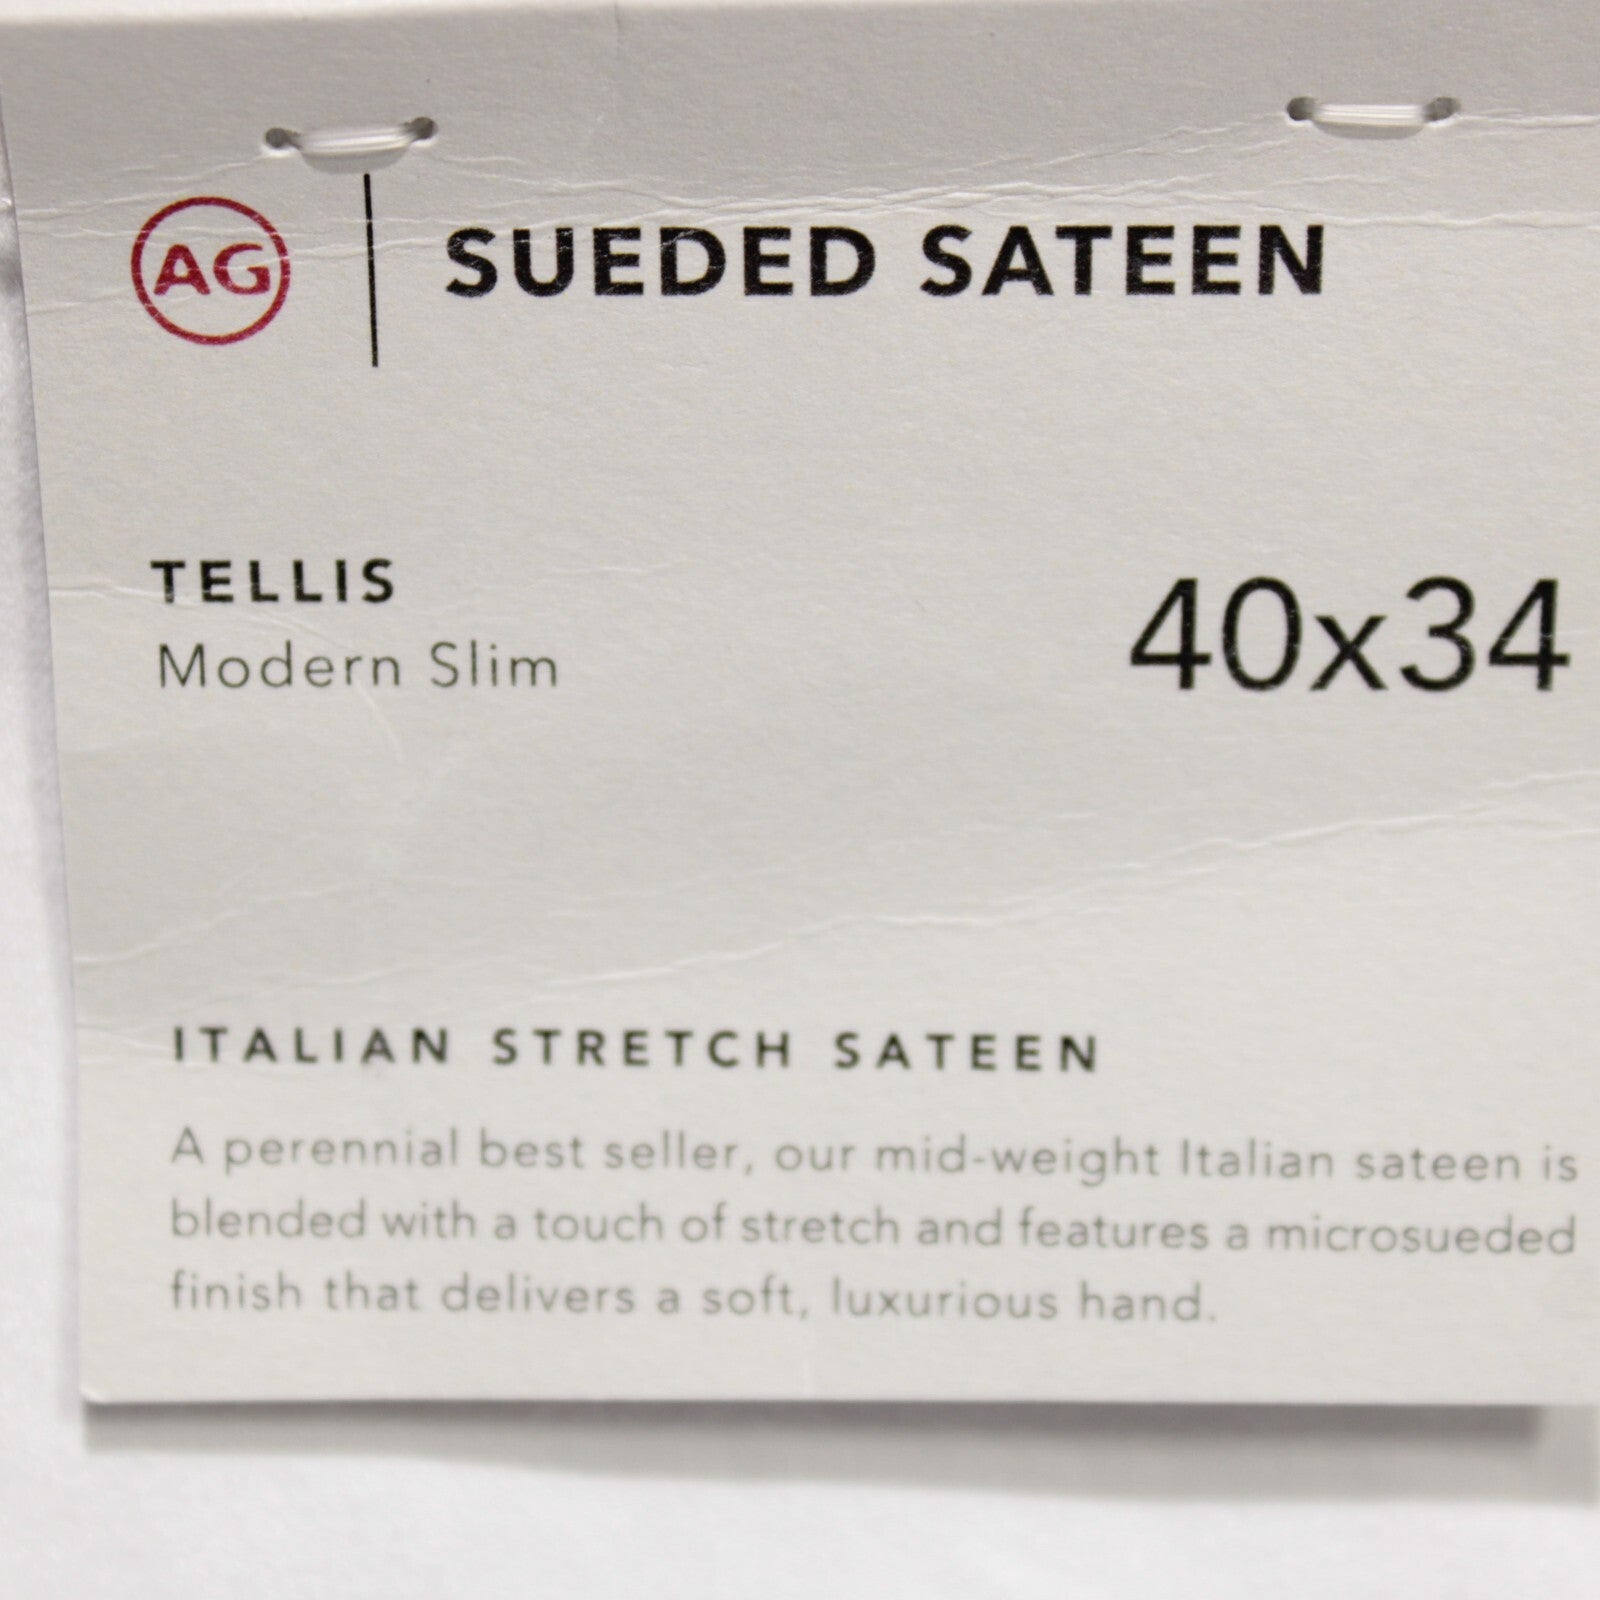 AG | SUEDED SATEEN
TELLIS
Modern Slim
40x34
ITALIAN STRETCH SATEEN
A perennial best seller, our mid-weight Italian sateen is
blended with a touch of stretch and features a microsueded
finish that delivers a soft, luxurious hand.